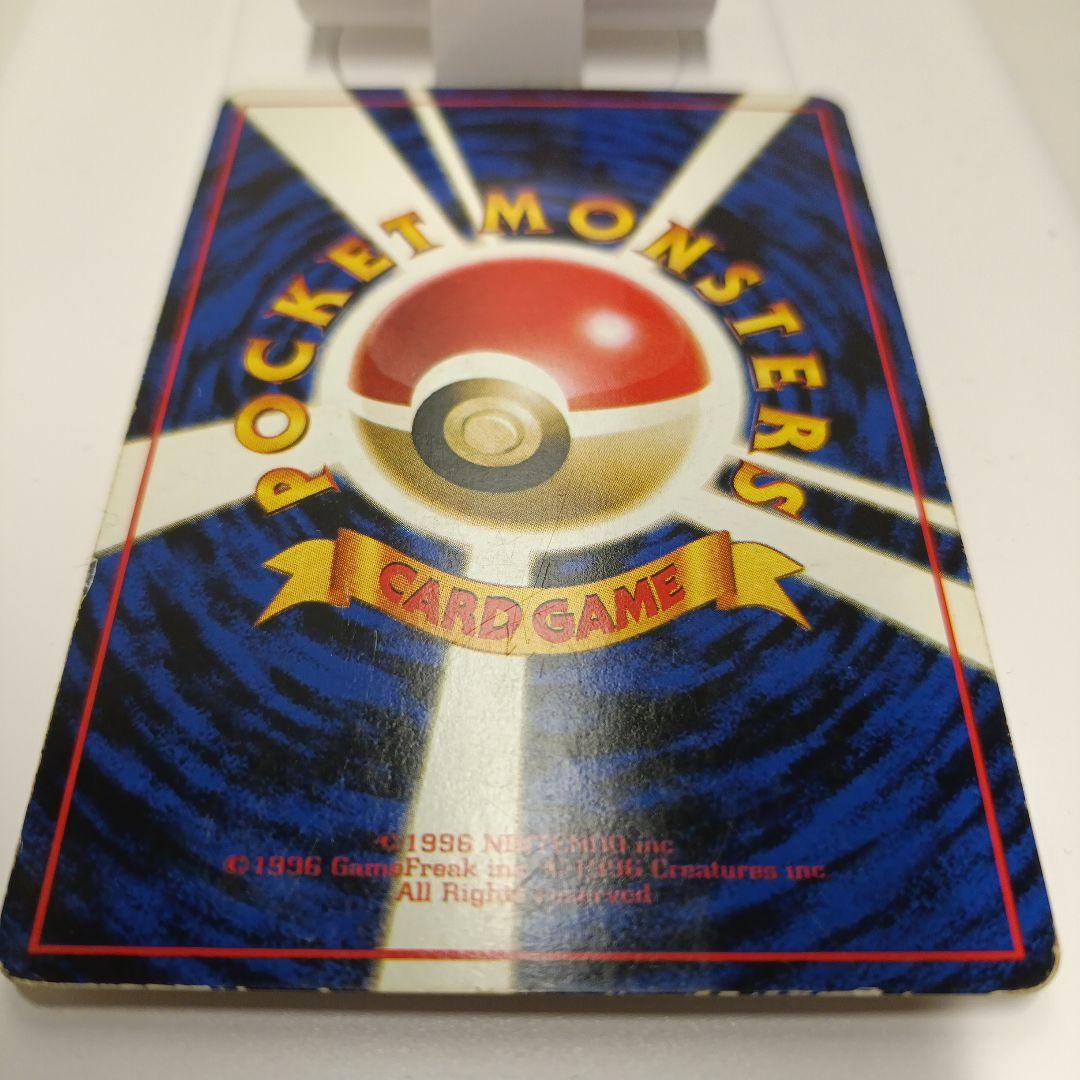 POCKET MONSTERS
CARD GAME
©1996 NINTENDO inc
©1996 GameFreak inc © 1996 Creatures inc
All Rights reserved